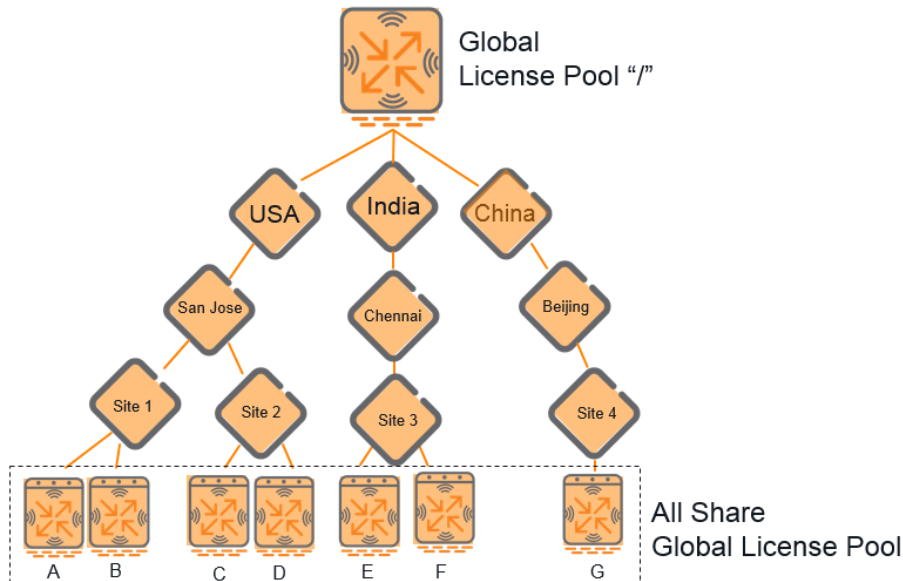 Global
License Pool “/”
USA
India
China
San Jose
Chennai
Beijing
Site 1
Site 2
Site 3
Site 4
A
B
C
D
E
F
G
All Share
Global License Pool